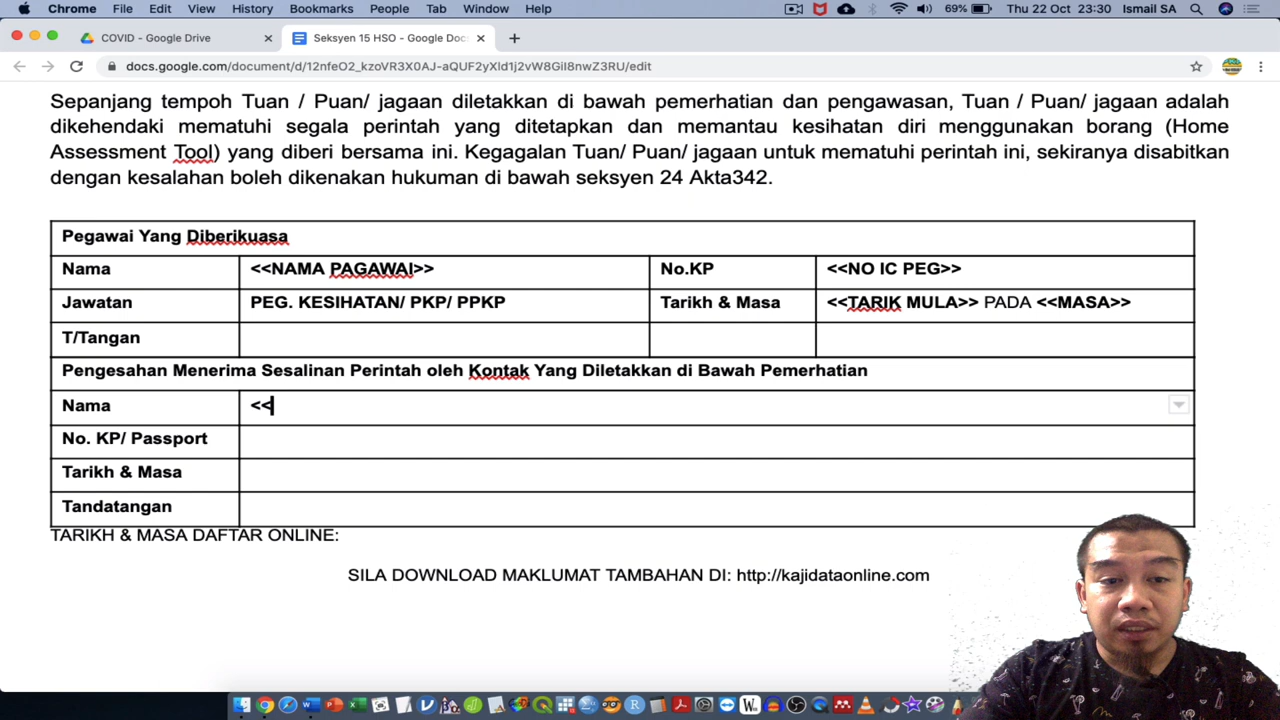 Chrome File Edit View History Bookmarks People Tab Window Help 69% Thu 22 Oct 23:30 Ismail SA
COVID - Google Drive
Seksyen 15 HSO - Google Doc
docs.google.com/document/d/12nfeO2_kzoVR3X0AJ-aQUF2yXld1j2vW8Gil8nwZ3RU/edit
Sepanjang tempoh Tuan / Puan/ jagaan diletakkan di bawah pemerhatian dan pengawasan, Tuan / Puan/ jagaan adalah
dikehendaki mematuhi segala perintah yang ditetapkan dan memantau kesihatan diri menggunakan borang (Home
Assessment Tool) yang diberi bersama ini. Kegagalan Tuan/ Puan/ jagaan untuk mematuhi perintah ini, sekiranya disabitkan
dengan kesalahan boleh dikenakan hukuman di bawah seksyen 24 Akta342.
Pegawai Yang Diberikuasa
Nama <<NAMA PAGAWAI>> No.KP <<NO IC PEG>>
Jawatan PEG. KESIHATAN/ PKP/ PPKP Tarikh & Masa <<TARIK MULA>> PADA <<MASA>>
T/Tangan
Pengesahan Menerima Sesalinan Perintah oleh Kontak Yang Diletakkan di Bawah Pemerhatian
Nama <<
No. KP/ Passport
Tarikh & Masa
Tandatangan
TARIKH & MASA DAFTAR ONLINE:
SILA DOWNLOAD MAKLUMAT TAMBAHAN DI: http://kajidataonline.com